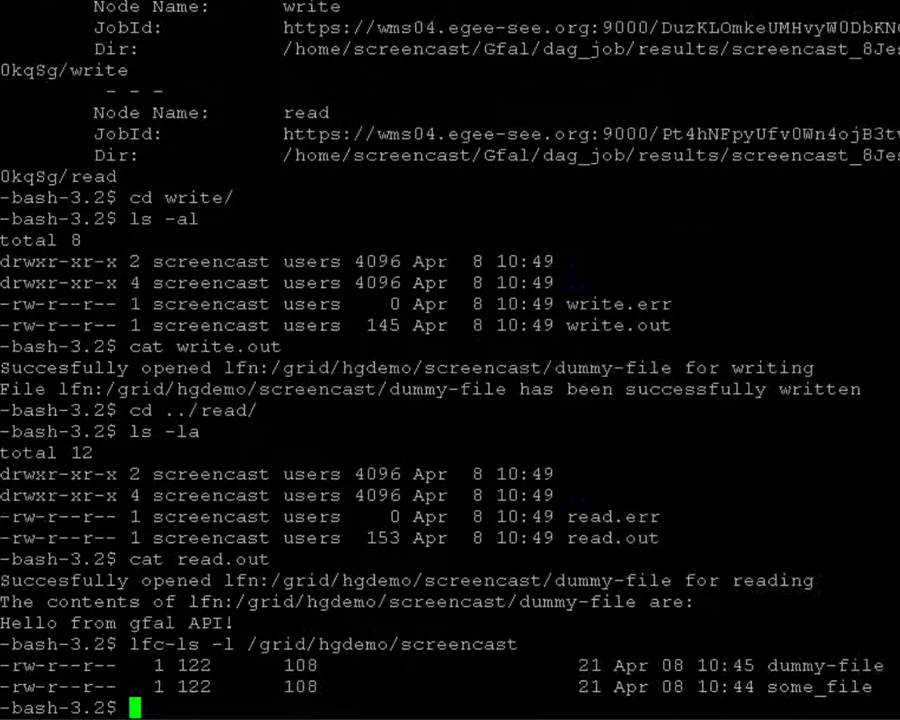 Node Name: write
JobId: https://wms04.egee-see.org:9000/DuzKLOmkeUMHvyW0DbKN
Dir: /home/screencast/Gfal/dag_job/results/screencast_8Jes
0kqSg/write
- - -
Node Name: read
JobId: https://wms04.egee-see.org:9000/Pt4hNFpyUfv0Wn4ojB3tv
Dir: /home/screencast/Gfal/dag_job/results/screencast_8Jes
0kqSg/read
-bash-3.2$ cd write/
-bash-3.2$ ls -al
total 8
drwxr-xr-x 2 screencast users 4096 Apr 8 10:49 .
drwxr-xr-x 4 screencast users 4096 Apr 8 10:49 ..
-rw-r--r-- 1 screencast users 0 Apr 8 10:49 write.err
-rw-r--r-- 1 screencast users 145 Apr 8 10:49 write.out
-bash-3.2$ cat write.out
Succesfully opened lfn:/grid/hgdemo/screencast/dummy-file for writing
File lfn:/grid/hgdemo/screencast/dummy-file has been successfully written
-bash-3.2$ cd ../read/
-bash-3.2$ ls -la
total 12
drwxr-xr-x 2 screencast users 4096 Apr 8 10:49
drwxr-xr-x 4 screencast users 4096 Apr 8 10:49 ..
-rw-r--r-- 1 screencast users 0 Apr 8 10:49 read.err
-rw-r--r-- 1 screencast users 153 Apr 8 10:49 read.out
-bash-3.2$ cat read.out
Succesfully opened lfn:/grid/hgdemo/screencast/dummy-file for reading
The contents of lfn:/grid/hgdemo/screencast/dummy-file are:
Hello from gfal API!
-bash-3.2$ lfc-ls -l /grid/hgdemo/screencast
-rw-r--r-- 1 122 108 21 Apr 08 10:45 dummy-file
-rw-r--r-- 1 122 108 21 Apr 08 10:44 some_file
-bash-3.2$